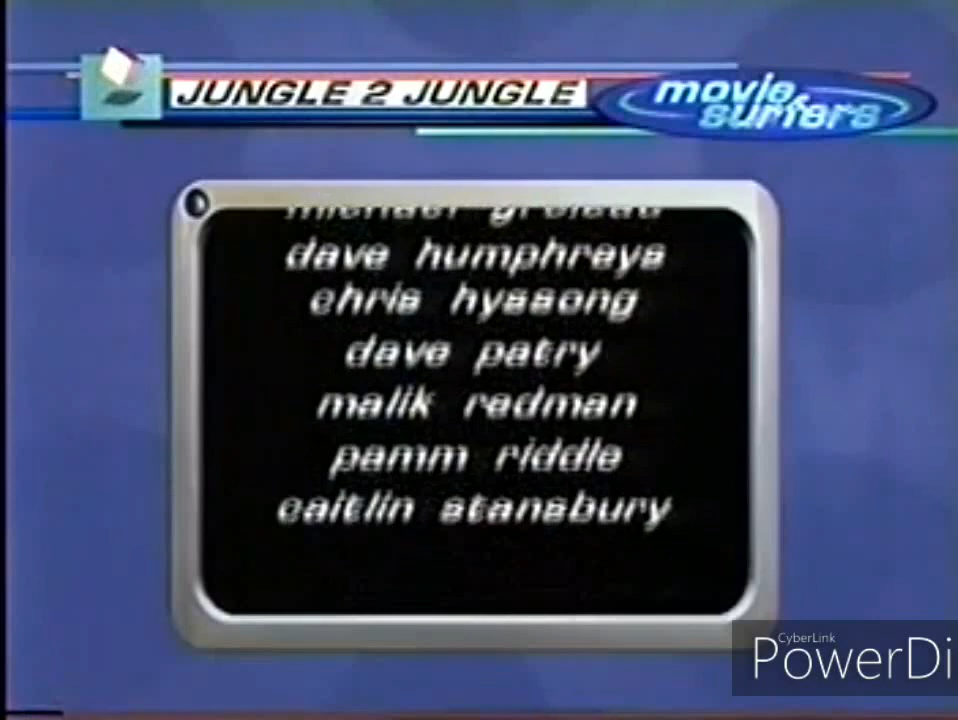 JUNGLE 2 JUNGLE
movie
surfers
dave humphreys
chris hyssong
dave patry
malik redman
pamm riddle
caitlin stansbury
CyberLink
PowerDi